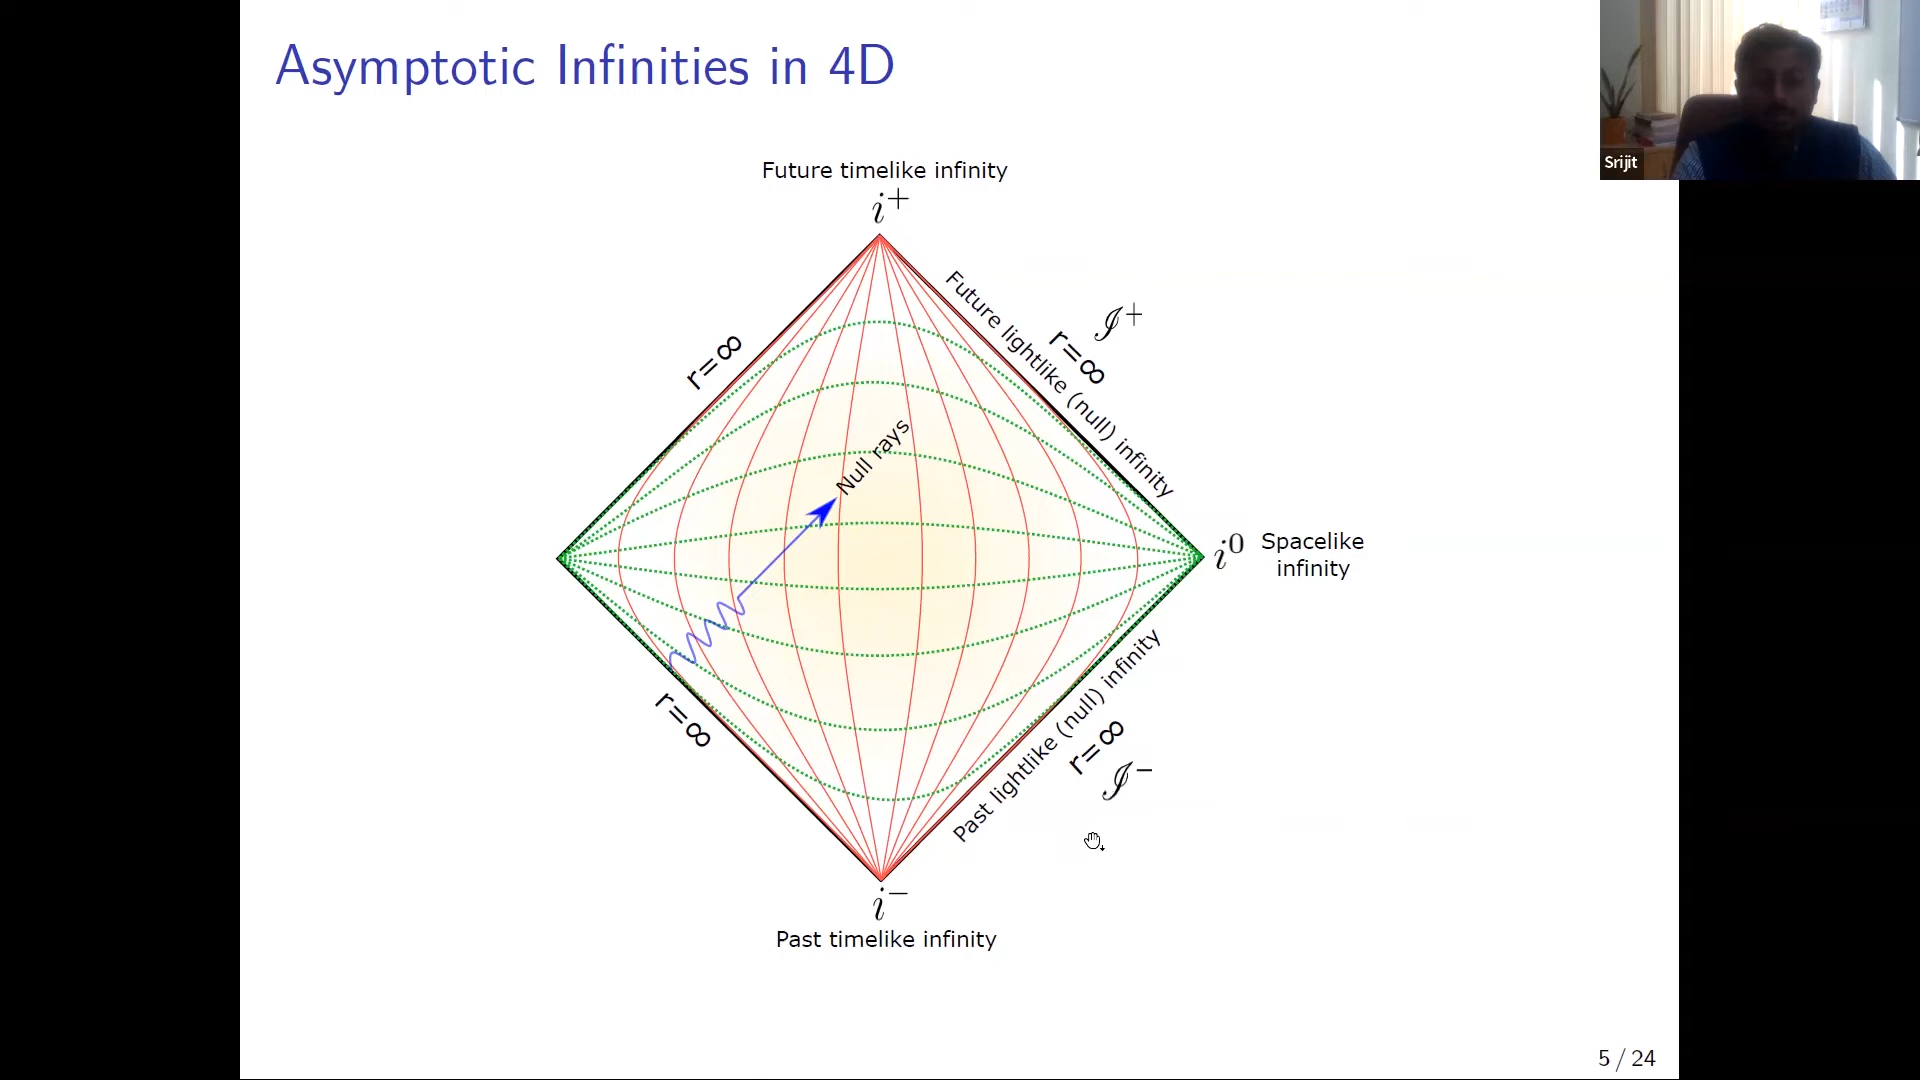 Asymptotic Infinities in 4D
Srijit
Future timelike infinity
i⁺
r=∞
Future lightlike (null) infinity
r=∞
ℐ⁺
Null rays
i⁰
Spacelike
infinity
r=∞
Past lightlike (null) infinity
r=∞
ℐ⁻
i⁻
Past timelike infinity
5 / 24